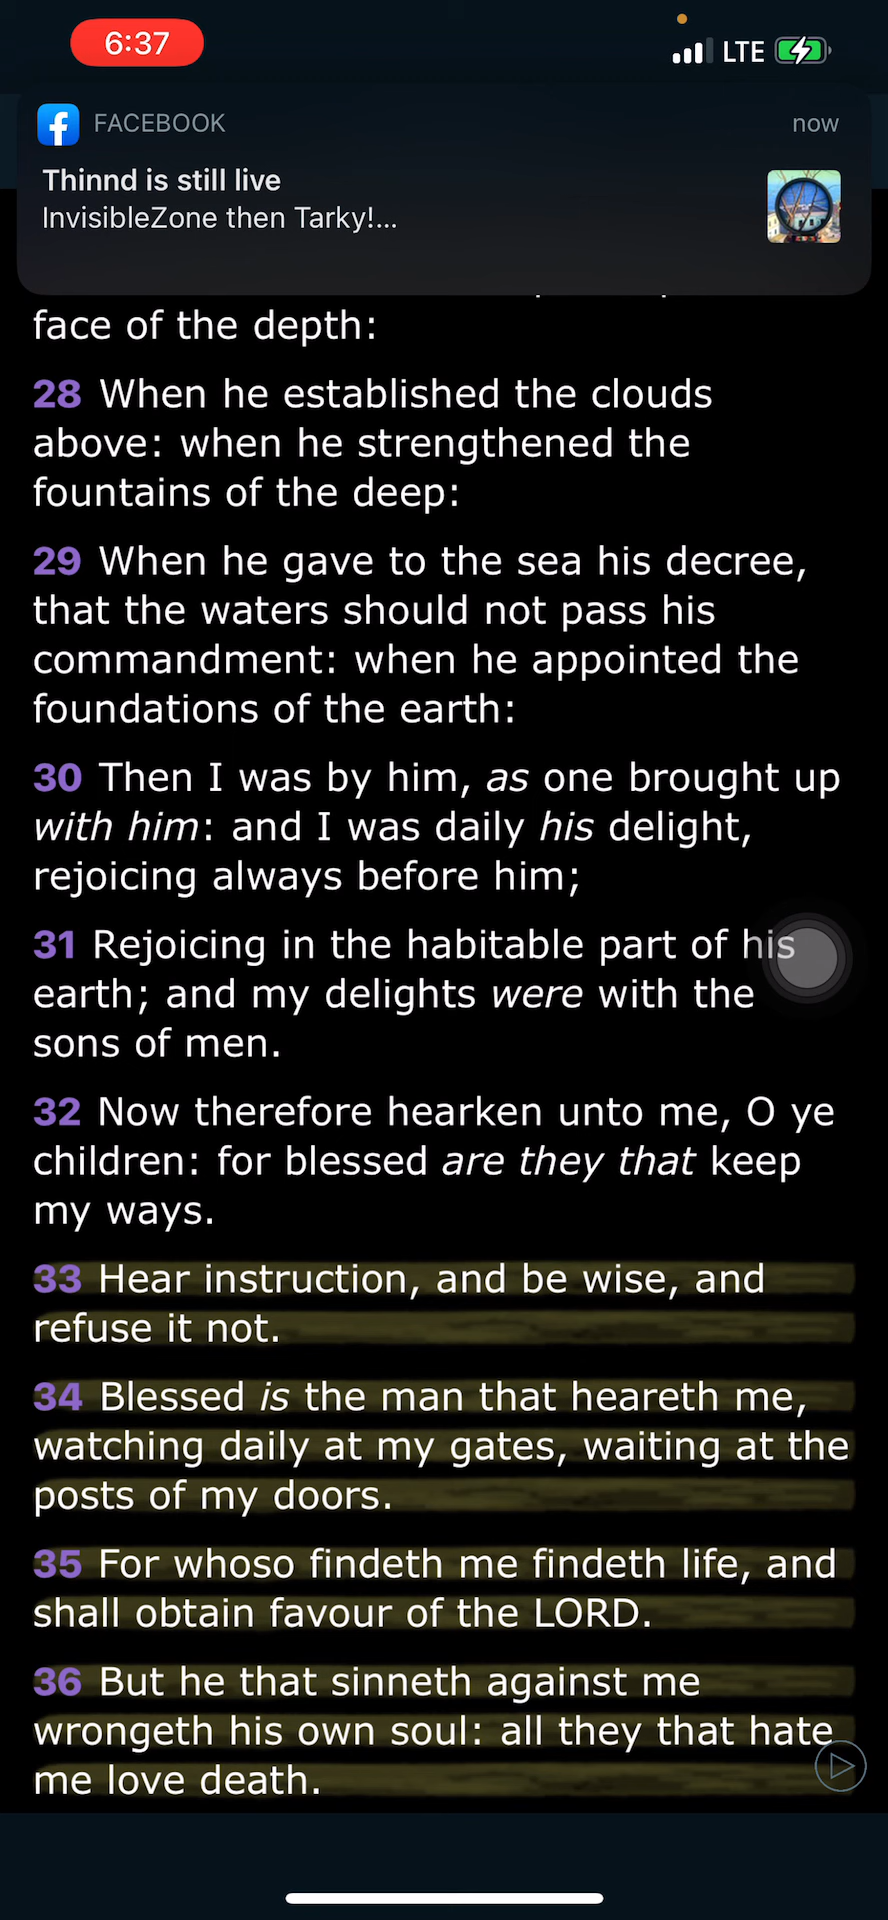 6:37
LTE
FACEBOOK
now
Thinnd is still live
InvisibleZone then Tarky!...
face of the depth:
28 When he established the clouds
above: when he strengthened the
fountains of the deep:
29 When he gave to the sea his decree,
that the waters should not pass his
commandment: when he appointed the
foundations of the earth:
30 Then I was by him, as one brought up
with him: and I was daily his delight,
rejoicing always before him;
31 Rejoicing in the habitable part of his
earth; and my delights were with the
sons of men.
32 Now therefore hearken unto me, O ye
children: for blessed are they that keep
my ways.
33 Hear instruction, and be wise, and
refuse it not.
34 Blessed is the man that heareth me,
watching daily at my gates, waiting at the
posts of my doors.
35 For whoso findeth me findeth life, and
shall obtain favour of the LORD.
36 But he that sinneth against me
wrongeth his own soul: all they that hate
me love death.